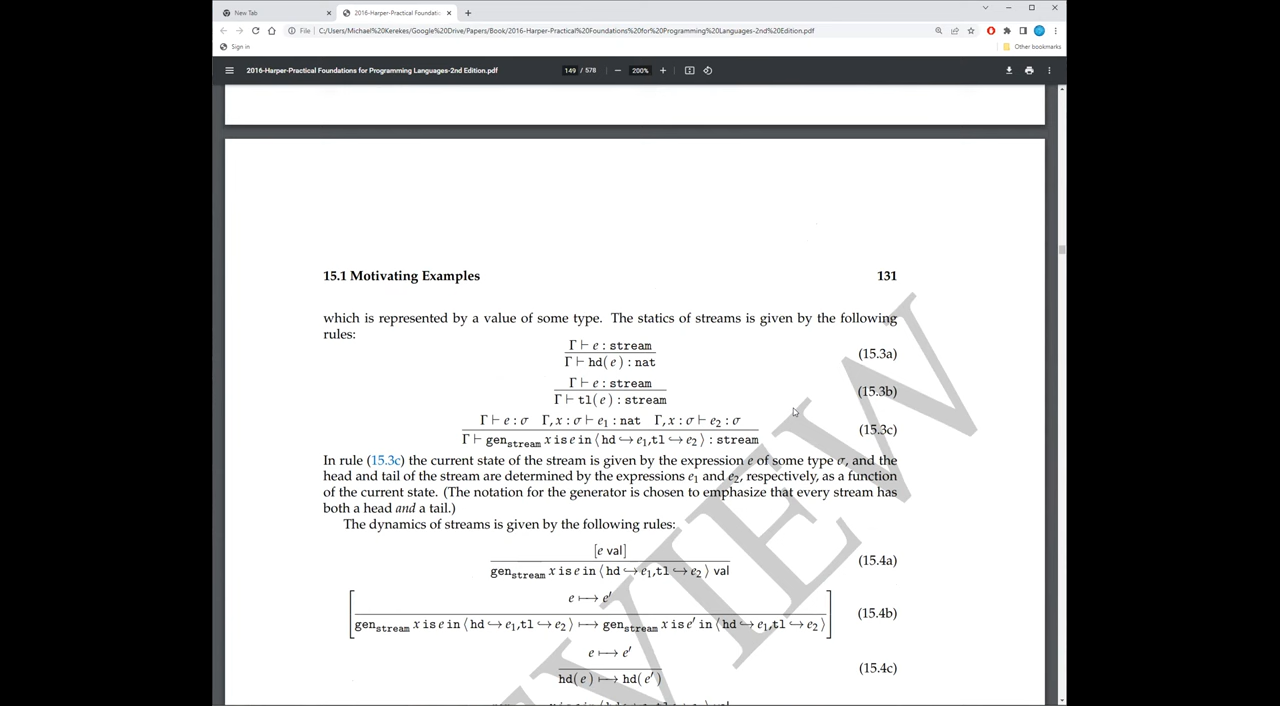 New Tab
2016-Harper-Practical Foundatio
File
C:/Users/Michael%20Kerekes/Google%20Drive/Papers/Book/2016-Harper-Practical%20Foundations%20for%20Programming%20Languages-2nd%20Edition.pdf
Sign in
Other bookmarks
2016-Harper-Practical Foundations for Programming Languages-2nd Edition.pdf
149 / 578
200%
15.1 Motivating Examples 131
which is represented by a value of some type. The statics of streams is given by the following
rules:
Γ ⊢ e : stream
Γ ⊢ hd(e) : nat
(15.3a)
Γ ⊢ e : stream
Γ ⊢ tl(e) : stream
(15.3b)
Γ ⊢ e : σ Γ, x : σ ⊢ e₁ : nat Γ, x : σ ⊢ e₂ : σ
Γ ⊢ genstream x is e in ⟨hd ↪ e₁,tl ↪ e₂⟩ : stream
(15.3c)
In rule (15.3c) the current state of the stream is given by the expression e of some type σ, and the
head and tail of the stream are determined by the expressions e₁ and e₂, respectively, as a function
of the current state. (The notation for the generator is chosen to emphasize that every stream has
both a head and a tail.)
The dynamics of streams is given by the following rules:
[e val]
genstream x is e in ⟨hd ↪ e₁,tl ↪ e₂⟩ val
(15.4a)
e ↦ e′
genstream x is e in ⟨hd ↪ e₁,tl ↪ e₂⟩ ↦ genstream x is e′ in ⟨hd ↪ e₁,tl ↪ e₂⟩
(15.4b)
e ↦ e′
hd(e) ↦ hd(e′)
(15.4c)
VIEW